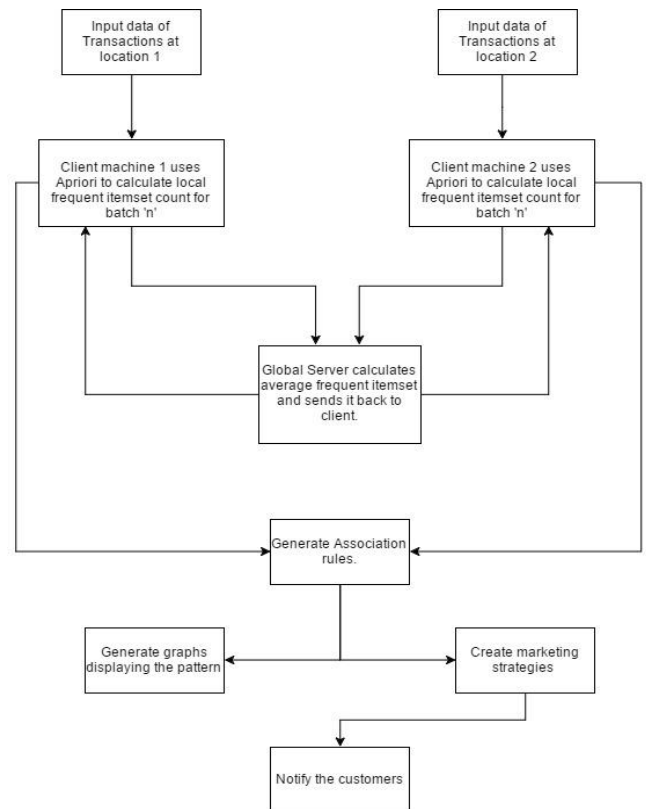 Input data of
Transactions at
location 1
Input data of
Transactions at
location 2
Client machine 1 uses
Apriori to calculate local
frequent itemset count for
batch 'n'
Client machine 2 uses
Apriori to calculate local
frequent itemset count for
batch 'n'
Global Server calculates
average frequent itemset
and sends it back to
client.
Generate Association
rules.
Generate graphs
displaying the pattern
Create marketing
strategies
Notify the customers